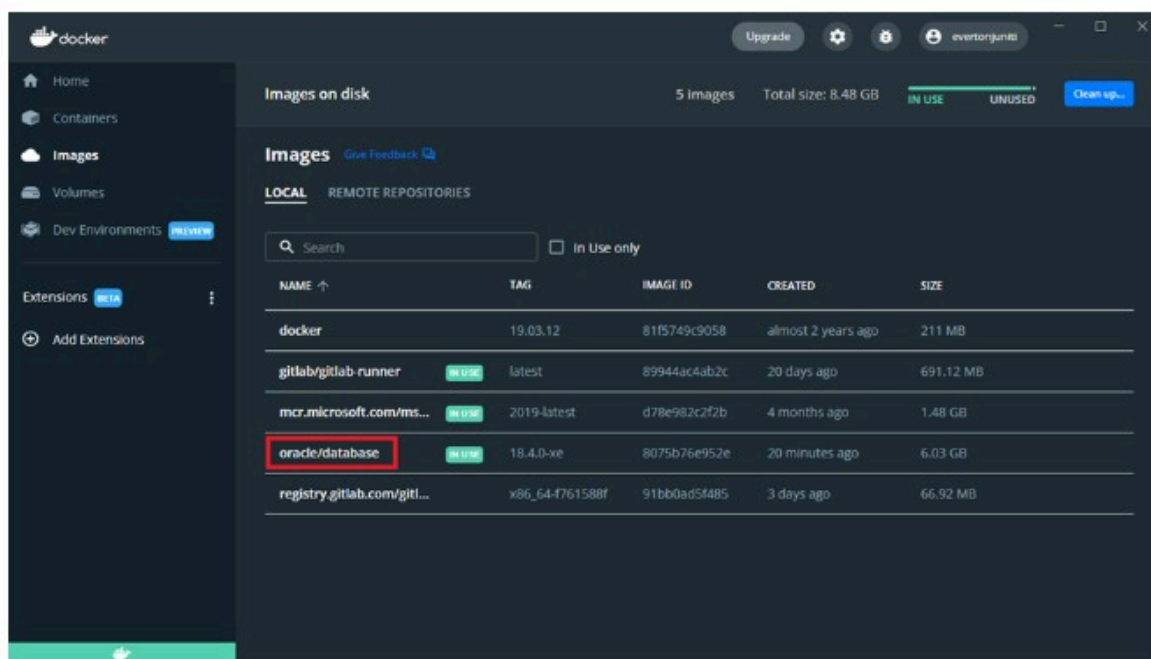 docker
Upgrade
evertonjuniti
Home
Containers
Images
Volumes
Dev Environments PREVIEW
Extensions BETA
Add Extensions
Images on disk 5 images Total size: 8.48 GB IN USE UNUSED Clean up...
Images Give Feedback
LOCAL REMOTE REPOSITORIES
Search In Use only
NAME TAG IMAGE ID CREATED SIZE
docker 19.03.12 81f5749c9058 almost 2 years ago 211 MB
gitlab/gitlab-runner IN USE latest 89944ac4ab2c 20 days ago 691.12 MB
mcr.microsoft.com/ms... IN USE 2019-latest d78e982c2f2b 4 months ago 1.48 GB
oracle/database IN USE 18.4.0-xe 8075b76e952e 20 minutes ago 6.03 GB
registry.gitlab.com/gitl... x86_64-f761588f 91bb0ad5f485 3 days ago 66.92 MB